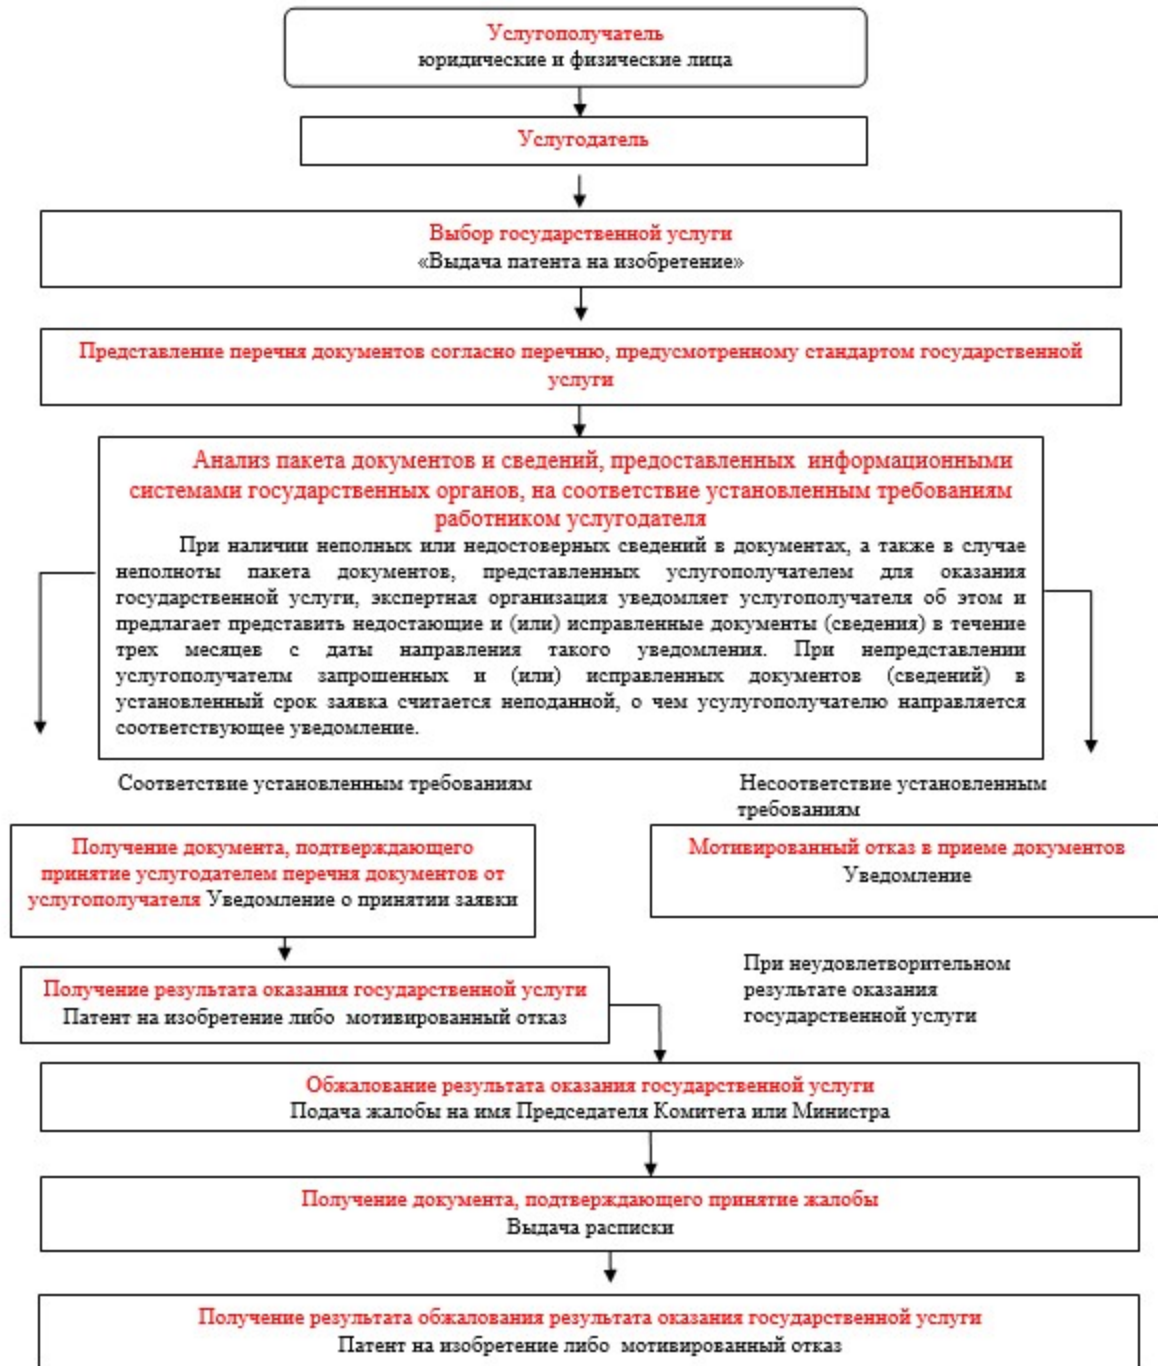 Услугополучатель
юридические и физические лица
Услугодатель
Выбор государственной услуги
«Выдача патента на изобретение»
Представление перечня документов согласно перечню, предусмотренному стандартом государственной
услуги
Анализ пакета документов и сведений, предоставленных информационными
системами государственных органов, на соответствие установленным требованиям
работником услугодателя
При наличии неполных или недостоверных сведений в документах, а также в случае
неполноты пакета документов, представленных услугополучателем для оказания
государственной услуги, экспертная организация уведомляет услугополучателя об этом и
предлагает представить недостающие и (или) исправленные документы (сведения) в течение
трех месяцев с даты направления такого уведомления. При непредставлении
услугополучателм запрошенных и (или) исправленных документов (сведений) в
установленный срок заявка считается неподанной, о чем усулугополучателю направляется
соответствующее уведомление.
Соответствие установленным требованиям
Несоответствие установленным
требованиям
Получение документа, подтверждающего
принятие услугодателем перечня документов от
услугополучателя Уведомление о принятии заявки
Мотивированный отказ в приеме документов
Уведомление
Получение результата оказания государственной услуги
Патент на изобретение либо мотивированный отказ
При неудовлетворительном
результате оказания
государственной услуги
Обжалование результата оказания государственной услуги
Подача жалобы на имя Председателя Комитета или Министра
Получение документа, подтверждающего принятие жалобы
Выдача расписки
Получение результата обжалования результата оказания государственной услуги
Патент на изобретение либо мотивированный отказ